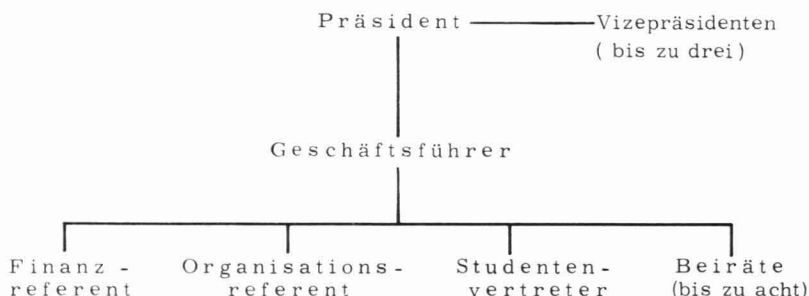 Präsident Vizepräsidenten
( bis zu drei)
Geschäftsführer
Finanz- Organisations- Studenten- Beiräte
referent referent vertreter (bis zu acht)